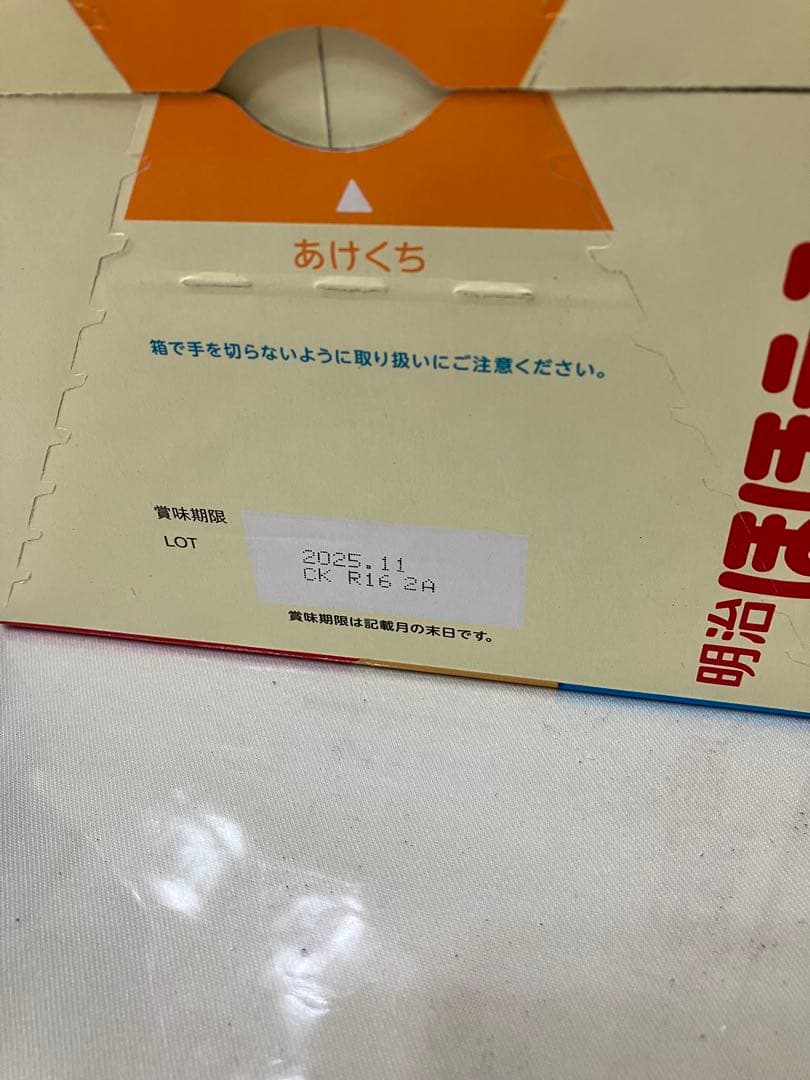 あけくち
箱で手を切らないように取り扱いにご注意ください。
賞味期限
LOT
2025.11
CK R16 2A
賞味期限は記載月の末日です。
明治ほほ